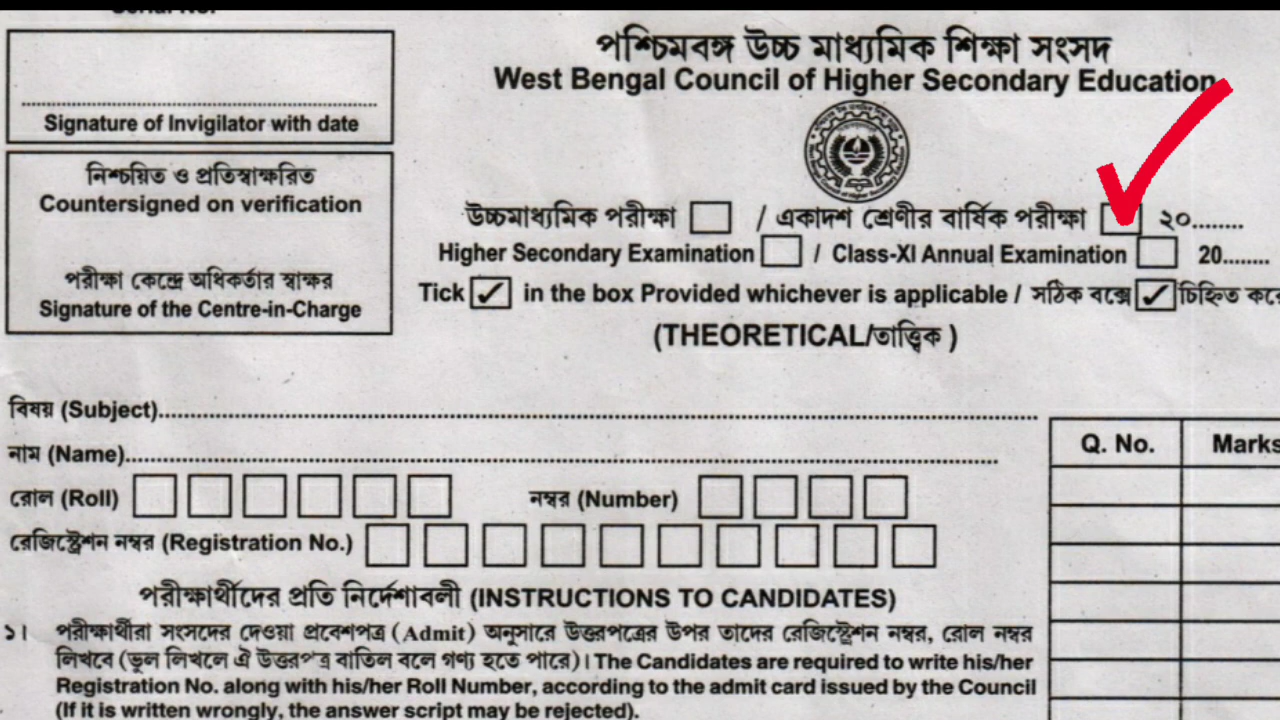 Signature of Invigilator with date
নিশ্চয়িত ও প্রতিস্বাক্ষরিত
Countersigned on verification
পরীক্ষা কেন্দ্রে অধিকর্তার স্বাক্ষর
Signature of the Centre-in-Charge
পশ্চিমবঙ্গ উচ্চ মাধ্যমিক শিক্ষা সংসদ
West Bengal Council of Higher Secondary Education
উচ্চমাধ্যমিক পরীক্ষা / একাদশ শ্রেণীর বার্ষিক পরীক্ষা ২০........
Higher Secondary Examination / Class-XI Annual Examination 20........
Tick ✓ in the box Provided whichever is applicable / সঠিক বক্সে ✓ চিহ্নিত
(THEORETICAL/তাত্ত্বিক )
বিষয় (Subject)........
নাম (Name)........
রোল (Roll) নম্বর (Number)
রেজিস্ট্রেশন নম্বর (Registration No.)
Q. No. Marks
পরীক্ষার্থীদের প্রতি নির্দেশাবলী (INSTRUCTIONS TO CANDIDATES)
১। পরীক্ষার্থীরা সংসদের দেওয়া প্রবেশপত্র (Admit) অনুসারে উত্তরপত্রের উপর তাদের রেজিস্ট্রেশন নম্বর, রোল নম্বর
লিখবে (ভুল লিখলে ঐ উত্তরপত্র বাতিল বলে গণ্য হতে পারে)। The Candidates are required to write his/her
Registration No. along with his/her Roll Number, according to the admit card issued by the Council
(If it is written wrongly, the answer script may be rejected).